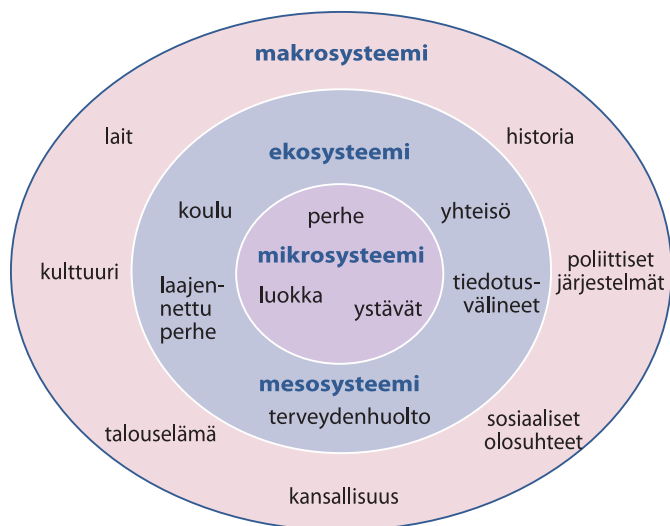 makrosysteemi
lait
historia
ekosysteemi
koulu
perhe
yhteisö
mikrosysteemi
kulttuuri
poliittiset
järjestelmät
laajen-
nettu
perhe
luokka
ystävät
tiedotus-
välineet
mesosysteemi
terveydenhuolto
talouselämä
sosiaaliset
olosuhteet
kansallisuus